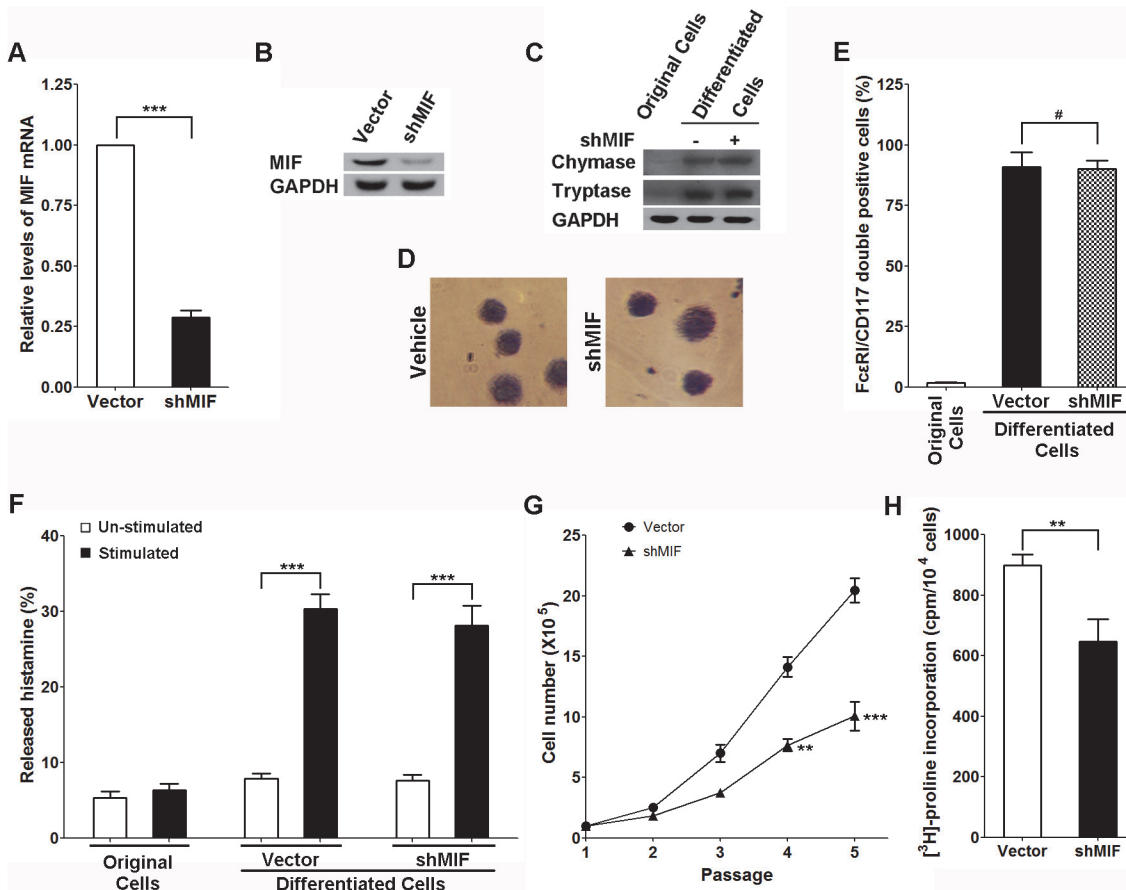 A
Relative levels of MIF mRNA
1.25
1.00
0.75
0.50
0.25
0.00
***
Vector
shMIF
B
Vector
shMIF
MIF
GAPDH
C
Original Cells
Differentiated
Cells
shMIF - +
Chymase
Tryptase
GAPDH
D
Vehicle
shMIF
E
FcεRI/CD117 double positive cells (%)
125
100
75
50
25
0
#
Original
Cells
Vector
shMIF
Differentiated
Cells
F
Un-stimulated
Stimulated
Released histamine (%)
40
30
20
10
0
***
***
Original
Cells
Vector
shMIF
Differentiated Cells
G
Vector
shMIF
Cell number (X10 5)
25
20
15
10
5
0
**
***
1 2 3 4 5
Passage
H
[3H]-proline incorporation (cpm/10 4 cells)
1000
800
600
400
200
0
**
Vector
shMIF